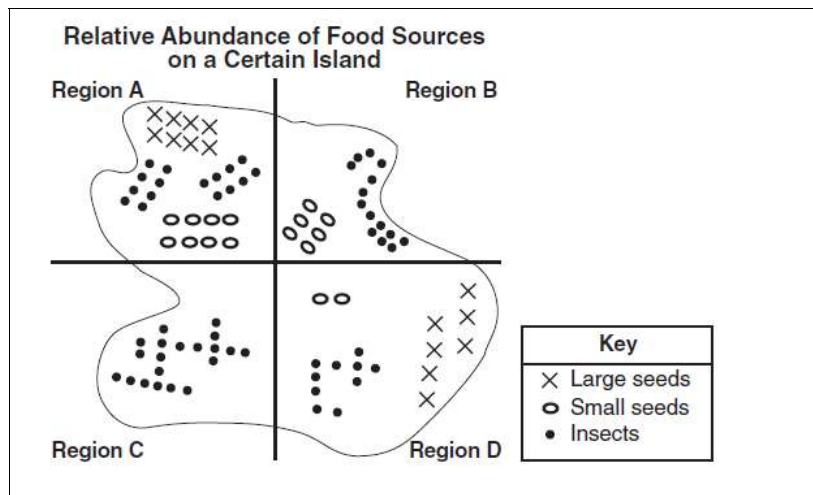 Relative Abundance of Food Sources
on a Certain Island
Region A
Region B
Region C
Region D
Key
Large seeds
Small seeds
Insects